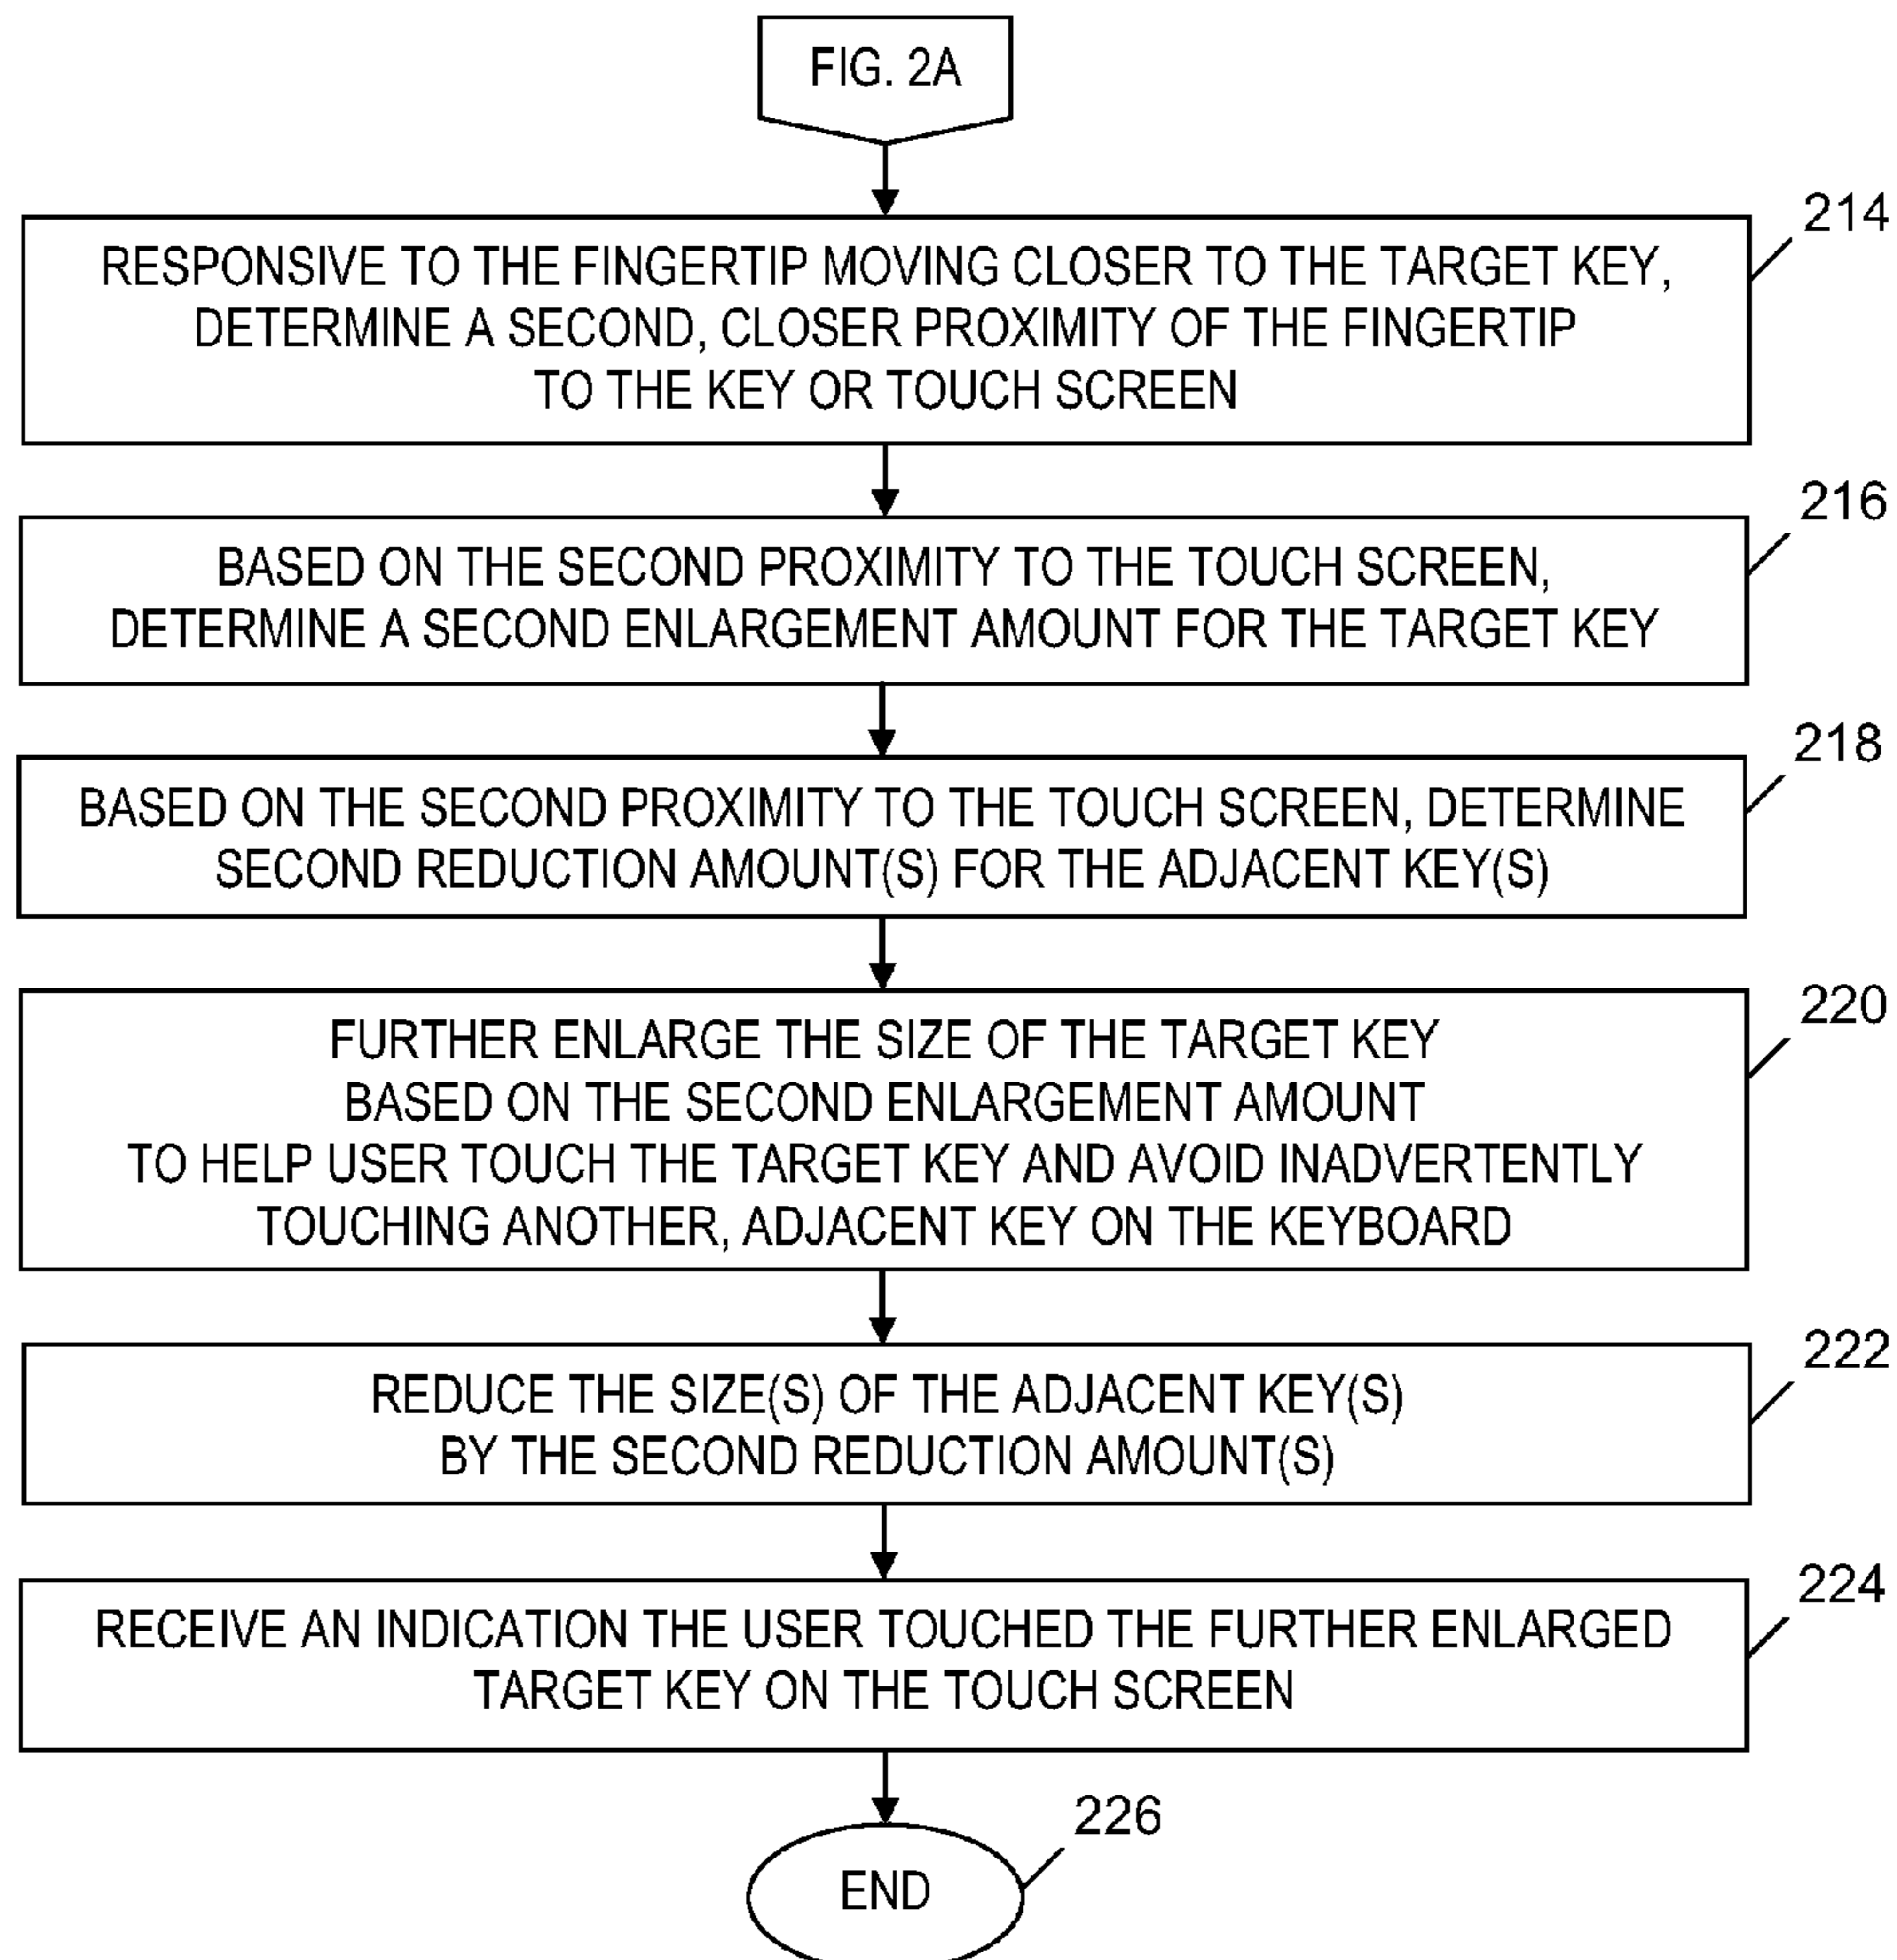 FIG. 2A
214
RESPONSIVE TO THE FINGERTIP MOVING CLOSER TO THE TARGET KEY,
DETERMINE A SECOND, CLOSER PROXIMITY OF THE FINGERTIP
TO THE KEY OR TOUCH SCREEN
216
BASED ON THE SECOND PROXIMITY TO THE TOUCH SCREEN,
DETERMINE A SECOND ENLARGEMENT AMOUNT FOR THE TARGET KEY
218
BASED ON THE SECOND PROXIMITY TO THE TOUCH SCREEN, DETERMINE
SECOND REDUCTION AMOUNT(S) FOR THE ADJACENT KEY(S)
220
FURTHER ENLARGE THE SIZE OF THE TARGET KEY
BASED ON THE SECOND ENLARGEMENT AMOUNT
TO HELP USER TOUCH THE TARGET KEY AND AVOID INADVERTENTLY
TOUCHING ANOTHER, ADJACENT KEY ON THE KEYBOARD
222
REDUCE THE SIZE(S) OF THE ADJACENT KEY(S)
BY THE SECOND REDUCTION AMOUNT(S)
224
RECEIVE AN INDICATION THE USER TOUCHED THE FURTHER ENLARGED
TARGET KEY ON THE TOUCH SCREEN
226
END